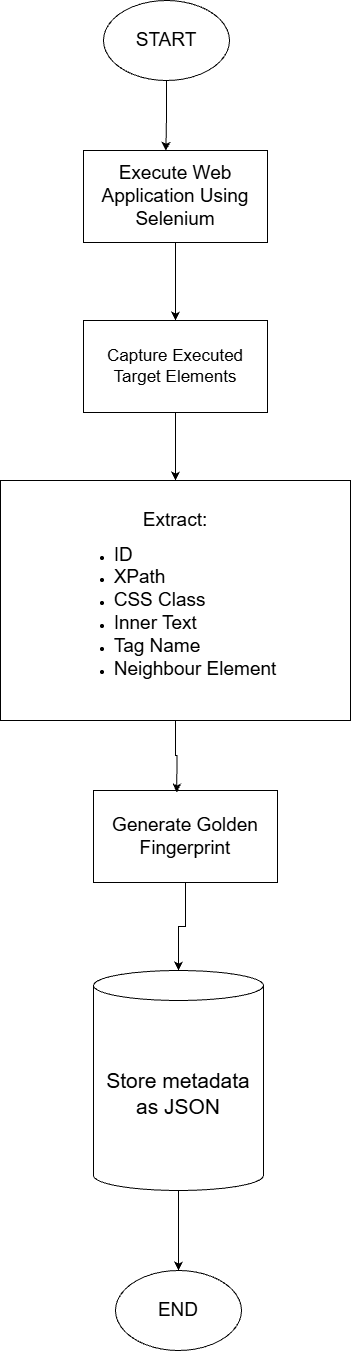 START
Execute Web
Application Using
Selenium
Capture Executed
Target Elements
Extract:
• ID
• XPath
• CSS Class
• Inner Text
• Tag Name
• Neighbour Element
Generate Golden
Fingerprint
Store metadata
as JSON
END